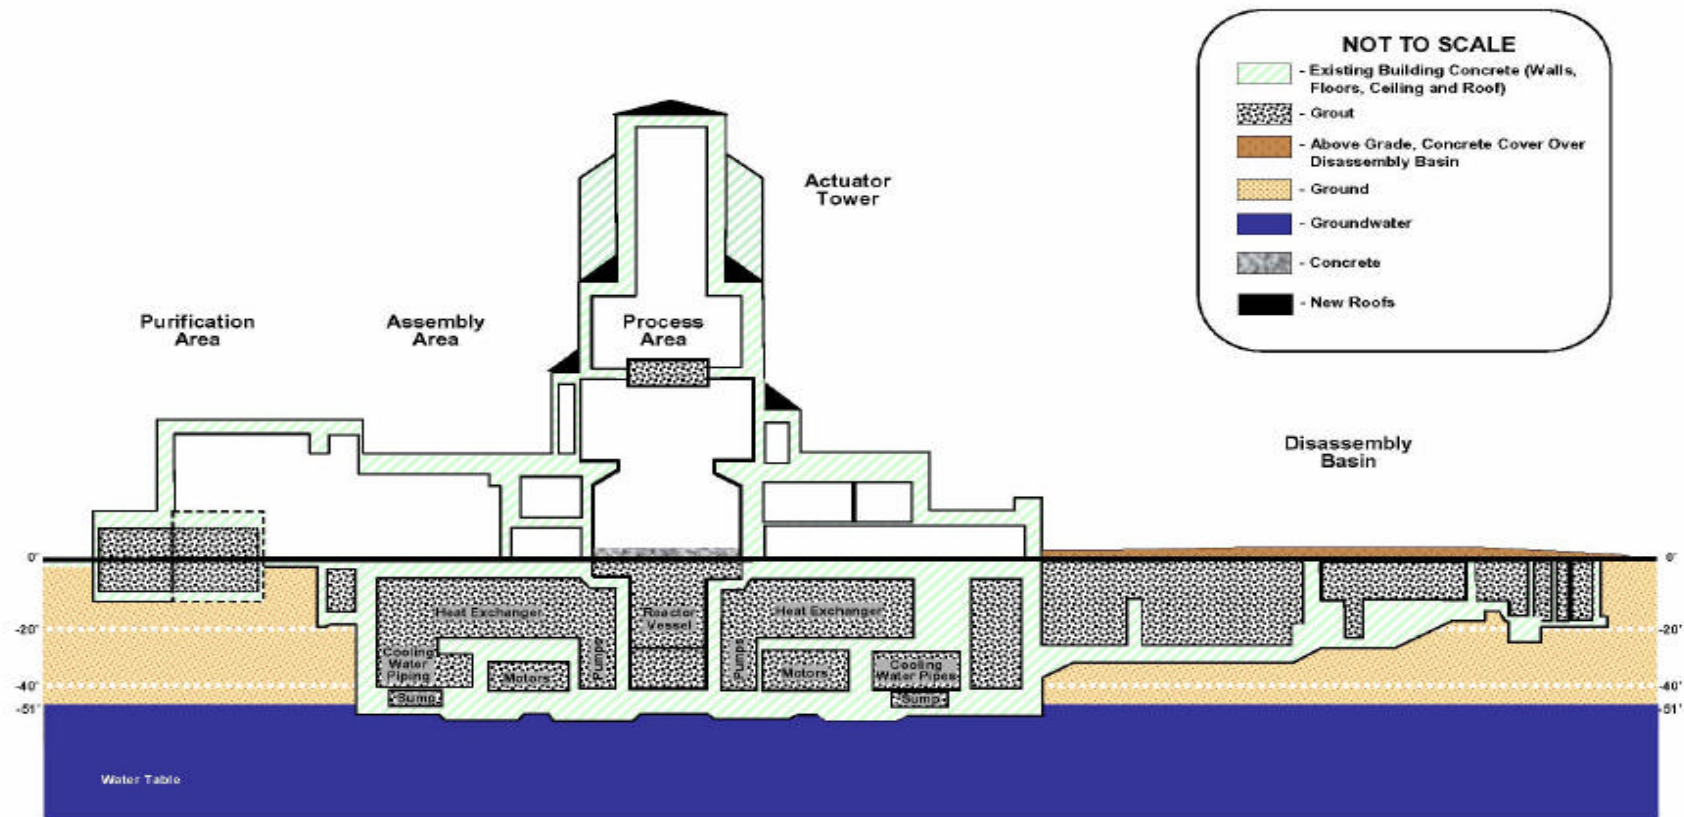 NOT TO SCALE
- Existing Building Concrete (Walls,
Floors, Ceiling and Roof)
- Grout
- Above Grade, Concrete Cover Over
Disassembly Basin
- Ground
- Groundwater
- Concrete
- New Roofs
Actuator
Tower
Purification
Area
Assembly
Area
Process
Area
Disassembly
Basin
0'
0'
Heat Exchanger
Reactor
Vessel
Heat Exchanger
-20'
-20'
Cooling
Water
Piping
Pumps
Pumps
Motors
Motors
Cooling
Water Pipes
-40'
-40'
Sump
Sump
-51'
-51'
Water Table